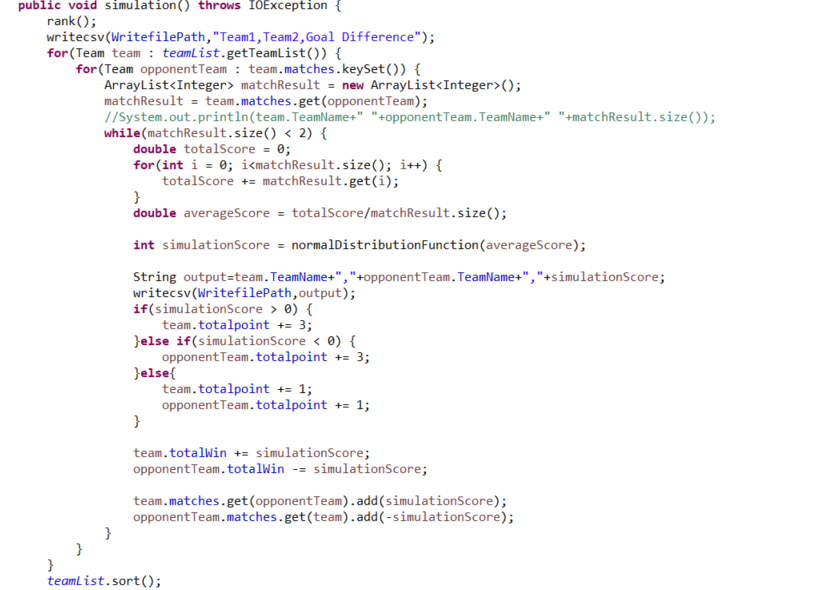 public void simulation() throws IOException {
rank();
writecsv(WritefilePath,"Team1,Team2,Goal Difference");
for(Team team : teamList.getTeamList()) {
for(Team opponentTeam : team.matches.keySet()) {
ArrayList<Integer> matchResult = new ArrayList<Integer>();
matchResult = team.matches.get(opponentTeam);
//System.out.println(team.TeamName+" "+opponentTeam.TeamName+" "+matchResult.size());
while(matchResult.size() < 2) {
double totalScore = 0;
for(int i = 0; i<matchResult.size(); i++) {
totalScore += matchResult.get(i);
}
double averageScore = totalScore/matchResult.size();
int simulationScore = normalDistributionFunction(averageScore);
String output=team.TeamName+","+opponentTeam.TeamName+","+simulationScore;
writecsv(WritefilePath,output);
if(simulationScore > 0) {
team.totalpoint += 3;
}else if(simulationScore < 0) {
opponentTeam.totalpoint += 3;
}else{
team.totalpoint += 1;
opponentTeam.totalpoint += 1;
}
team.totalWin += simulationScore;
opponentTeam.totalWin -= simulationScore;
team.matches.get(opponentTeam).add(simulationScore);
opponentTeam.matches.get(team).add(-simulationScore);
}
}
}
teamList.sort();